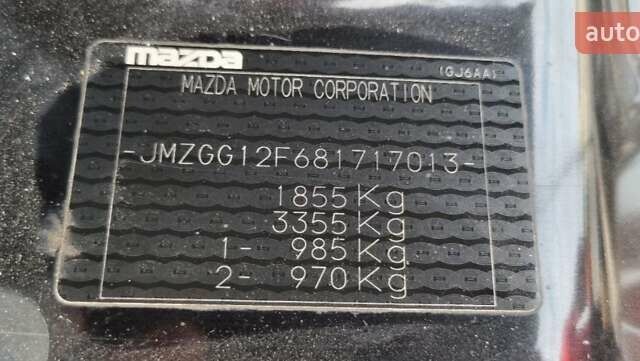 auto
mazda
(GJ6AA)
MAZDA MOTOR CORPORATION
-JMZGG12F681717013-
1855 Kg
3355 Kg
1- 985 Kg
2- 970 Kg